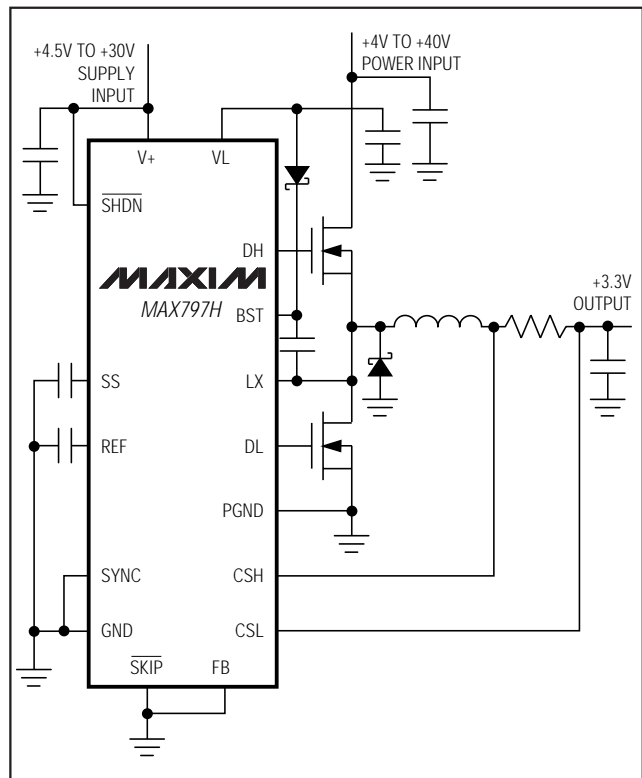 +4.5V TO +30V
SUPPLY
INPUT
+4V TO +40V
POWER INPUT
V+
VL
SHDN
DH
MAXIM
MAX797H
BST
+3.3V
OUTPUT
SS
LX
REF
DL
PGND
SYNC
CSH
GND
CSL
SKIP
FB